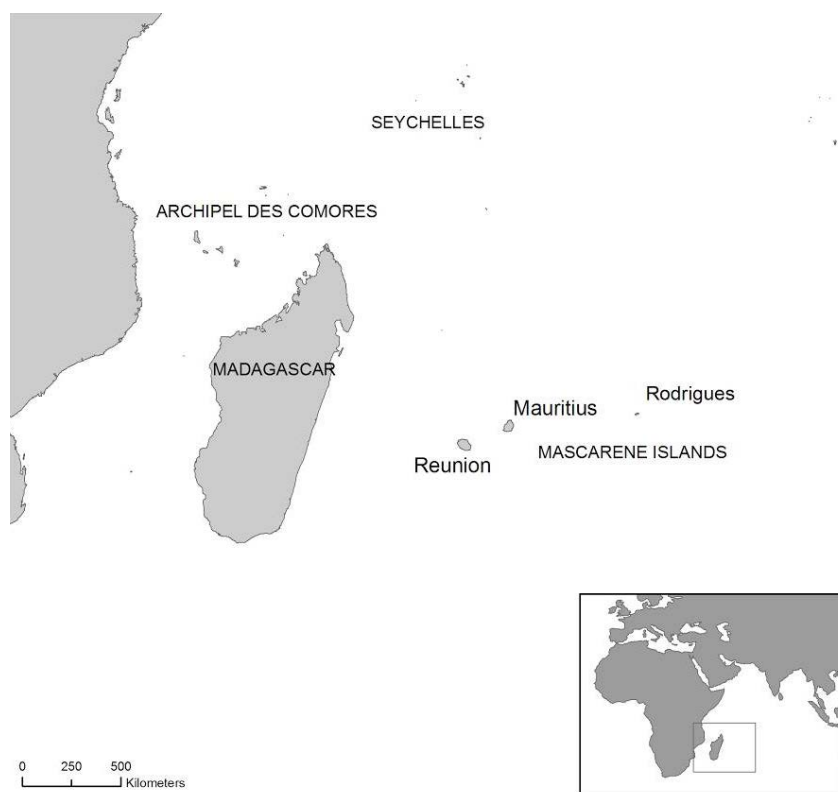 SEYCHELLES
ARCHIPEL DES COMORES
MADAGASCAR
Rodrigues
Mauritius
MASCARENE ISLANDS
Reunion
0 250 500
Kilometers